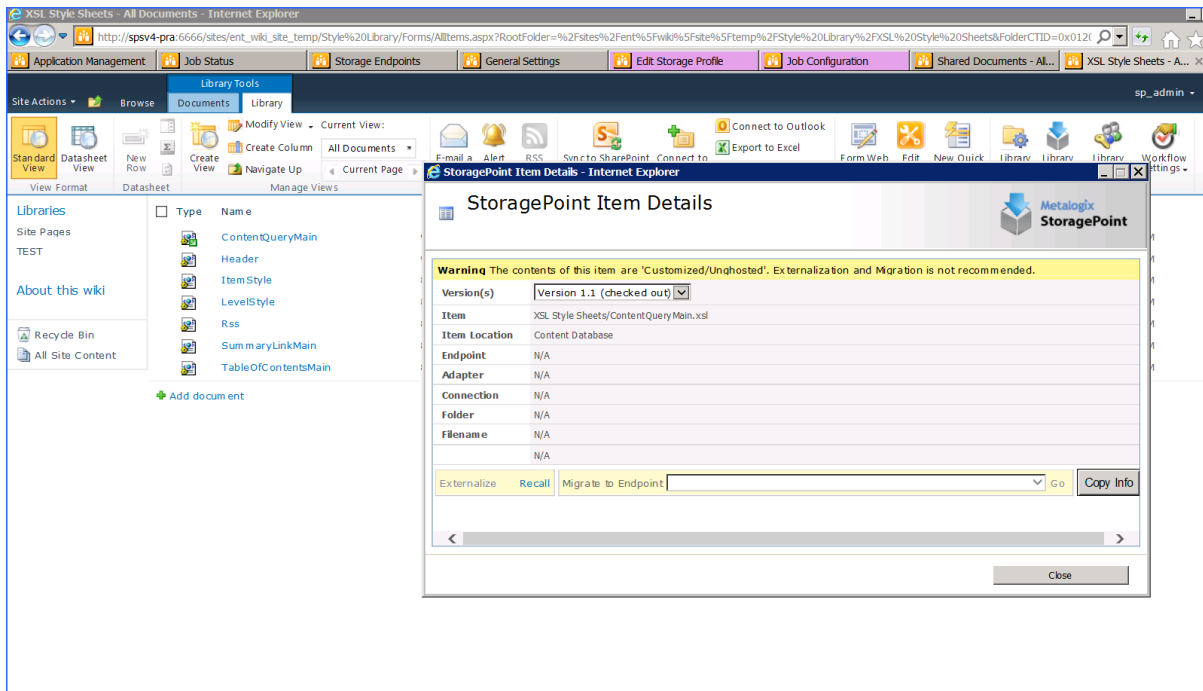 XSL Style Sheets - All Documents - Internet Explorer
http://spsv4-pra:6666/sites/ent_wiki_site_temp/Style%20Library/Forms/AllItems.aspx?RootFolder=%2Fsites%2Fent%5Fwiki%5Fsite%5Ftemp%2FStyle%20Library%2FXSL%20Style%20Sheets&FolderCTID=0x012(
Application Management Job Status Storage Endpoints General Settings Edit Storage Profile Job Configuration Shared Documents - All... XSL Style Sheets - A...
Library Tools
Site Actions Browse Documents Library sp_admin
Modify View Current View: Connect to Outlook
Create Column All Documents Export to Excel
Standard View Datasheet View New Row Create View Navigate Up Current Page E-mail a Alert RSS Sync to SharePoint Connect to Form Web Edit New Quick Library Library Library Workflow Settings
View Format Datasheet Manage Views
Libraries
Site Pages
TEST
About this wiki
Recycle Bin
All Site Content
Type Name
ContentQueryMain
Header
ItemStyle
LevelStyle
Rss
SummaryLinkMain
TableOfContentsMain
Add document
StoragePoint Item Details - Internet Explorer
StoragePoint Item Details
Metalogix
StoragePoint
Warning The contents of this item are 'Customized/Unghosted'. Externalization and Migration is not recommended.
Version(s) Version 1.1 (checked out)
Item XSL Style Sheets/ContentQueryMain.xsl
Item Location Content Database
Endpoint N/A
Adapter N/A
Connection N/A
Folder N/A
Filename N/A
N/A
Externalize Recall Migrate to Endpoint Go Copy Info
Close